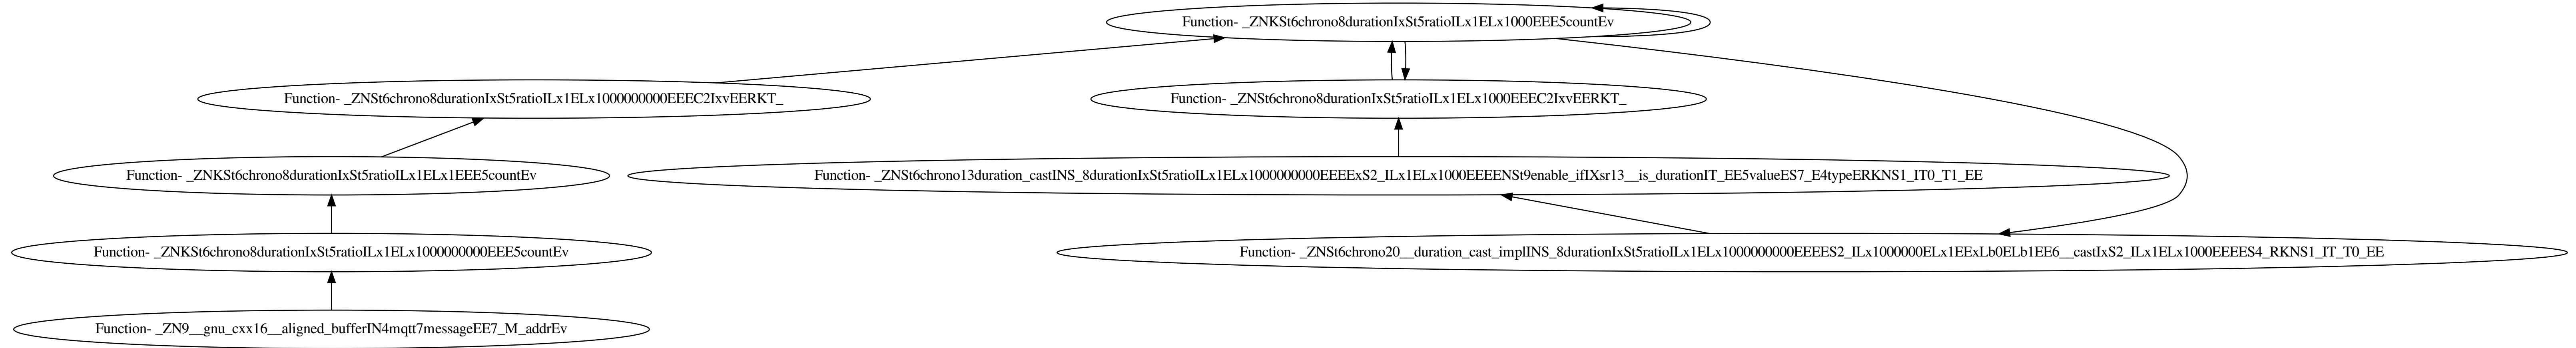 Function- _ZNKSt6chrono8durationIxSt5ratioILx1ELx1000EEE5countEv
Function- _ZNSt6chrono8durationIxSt5ratioILx1ELx1000000000EEEC2IxvEERKT_
Function- _ZNSt6chrono8durationIxSt5ratioILx1ELx1000EEEC2IxvEERKT_
Function- _ZNKSt6chrono8durationIxSt5ratioILx1ELx1EEE5countEv
Function- _ZNSt6chrono13duration_castINS_8durationIxSt5ratioILx1ELx1000000000EEEExS2_ILx1ELx1000EEEENSt9enable_ifIXsr13__is_durationIT_EE5valueES7_E4typeERKNS1_IT0_T1_EE
Function- _ZNKSt6chrono8durationIxSt5ratioILx1ELx1000000000EEE5countEv
Function- _ZNSt6chrono20__duration_cast_implINS_8durationIxSt5ratioILx1ELx1000000000EEEES2_ILx1000000ELx1EExLb0ELb1EE6__castIxS2_ILx1ELx1000EEEES4_RKNS1_IT_T0_EE
Function- _ZN9__gnu_cxx16__aligned_bufferIN4mqtt7messageEE7_M_addrEv